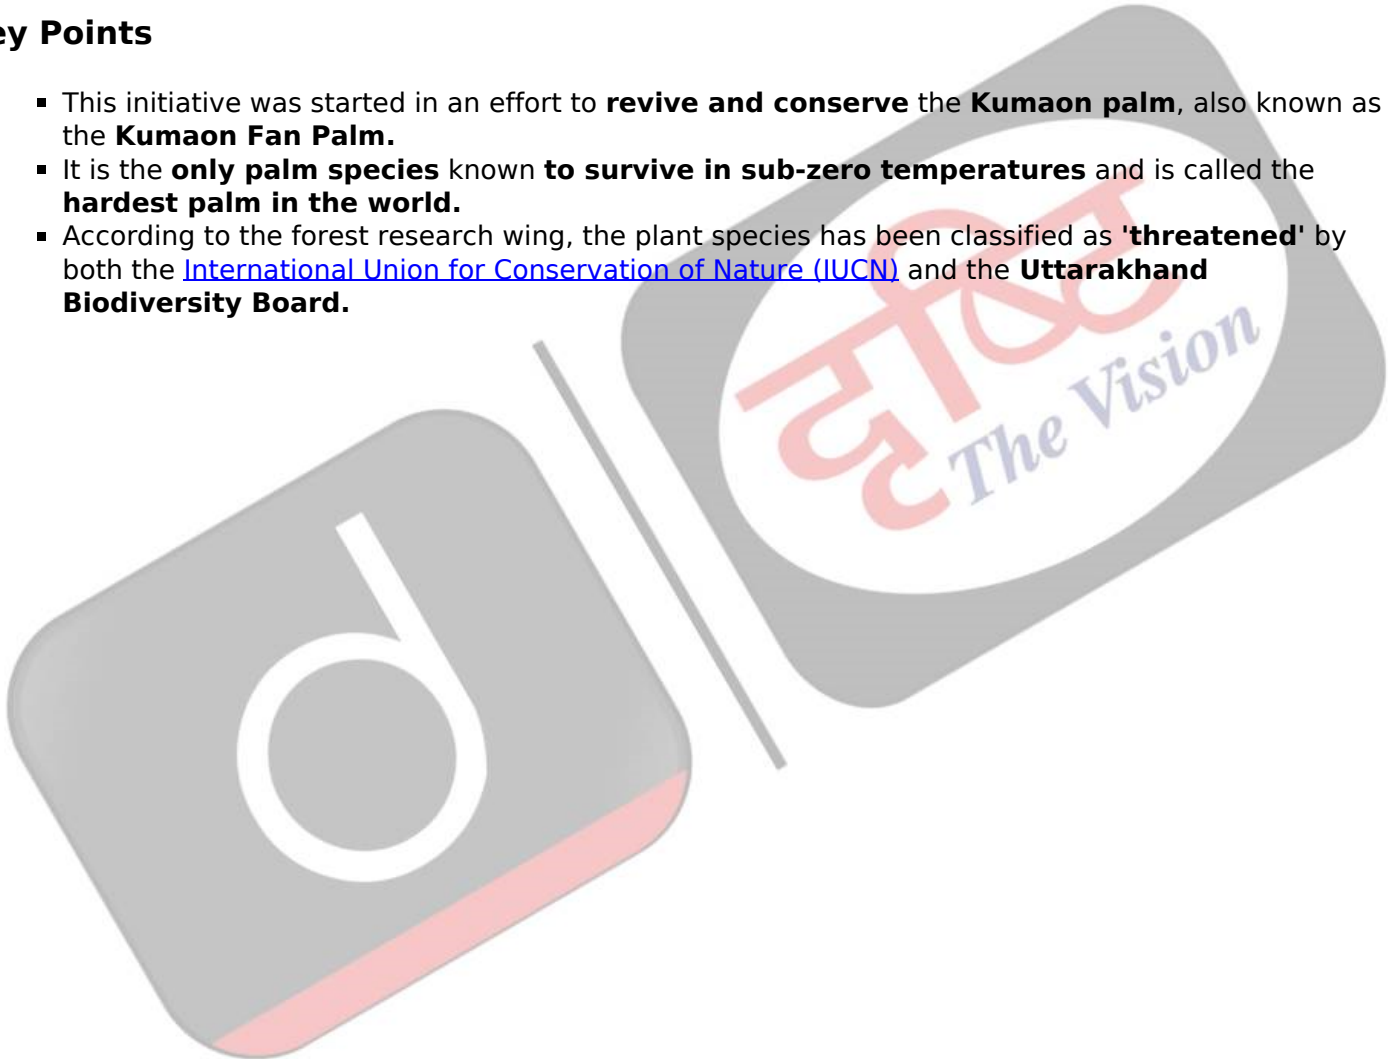 ey Points
▪ This initiative was started in an effort to revive and conserve the Kumaon palm, also known as
the Kumaon Fan Palm.
▪ It is the only palm species known to survive in sub-zero temperatures and is called the
hardest palm in the world.
▪ According to the forest research wing, the plant species has been classified as 'threatened' by
both the International Union for Conservation of Nature (IUCN) and the Uttarakhand
Biodiversity Board.
दृष्टि
The Vision
d